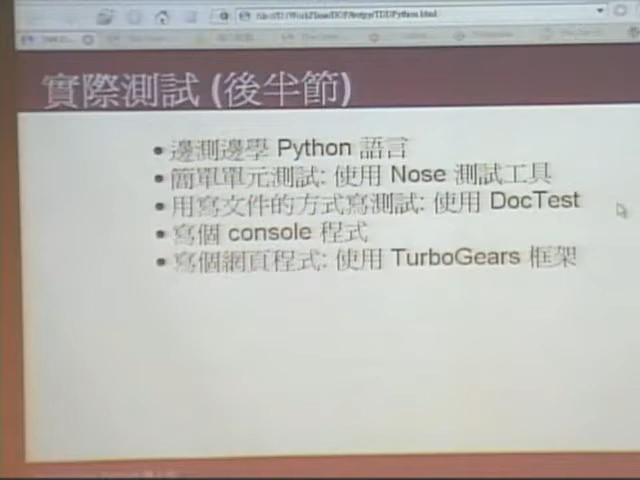 實際測試 (後半節)
• 邊測邊學 Python 語言
• 簡單單元測試: 使用 Nose 測試工具
• 用寫文件的方式寫測試: 使用 DocTest
• 寫個 console 程式
• 寫個網頁程式: 使用 TurboGears 框架